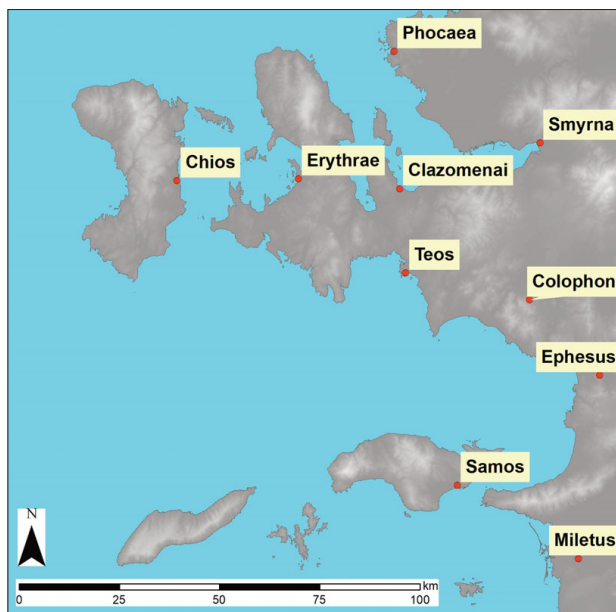 Phocaea
Smyrna
Chios
Erythrae
Clazomenai
Teos
Colophon
Ephesus
Samos
Miletus
N
km
0 25 50 75 100